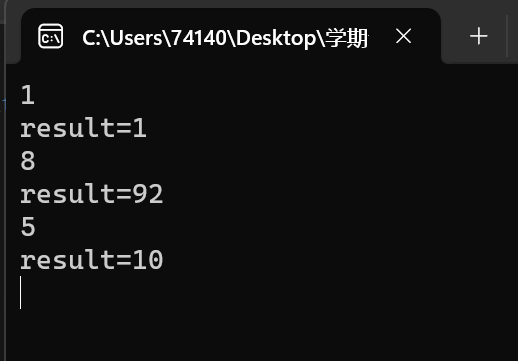 C:\Users\74140\Desktop\学期
1
result=1
8
result=92
5
result=10